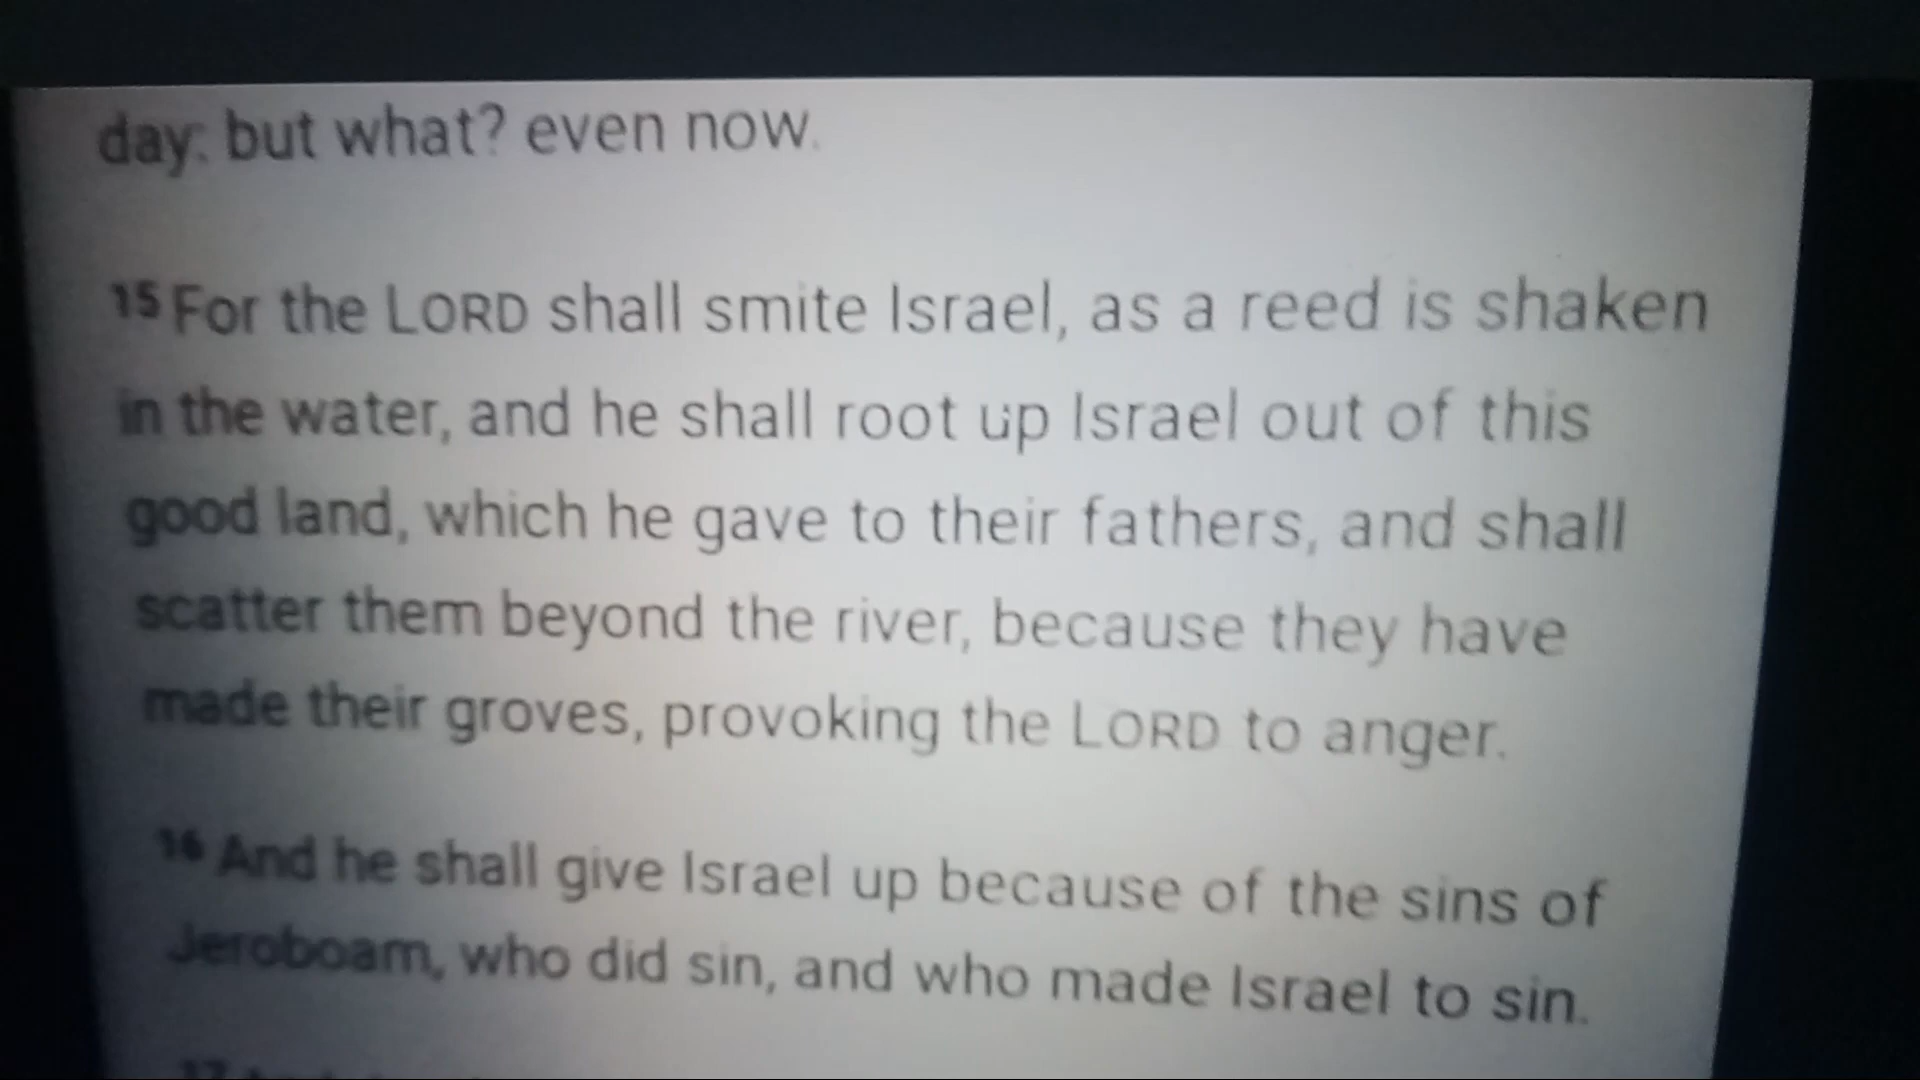 day: but what? even now.
15 For the LORD shall smite Israel, as a reed is shaken
in the water, and he shall root up Israel out of this
good land, which he gave to their fathers, and shall
scatter them beyond the river, because they have
made their groves, provoking the LORD to anger.
16 And he shall give Israel up because of the sins of
Jeroboam, who did sin, and who made Israel to sin.
17